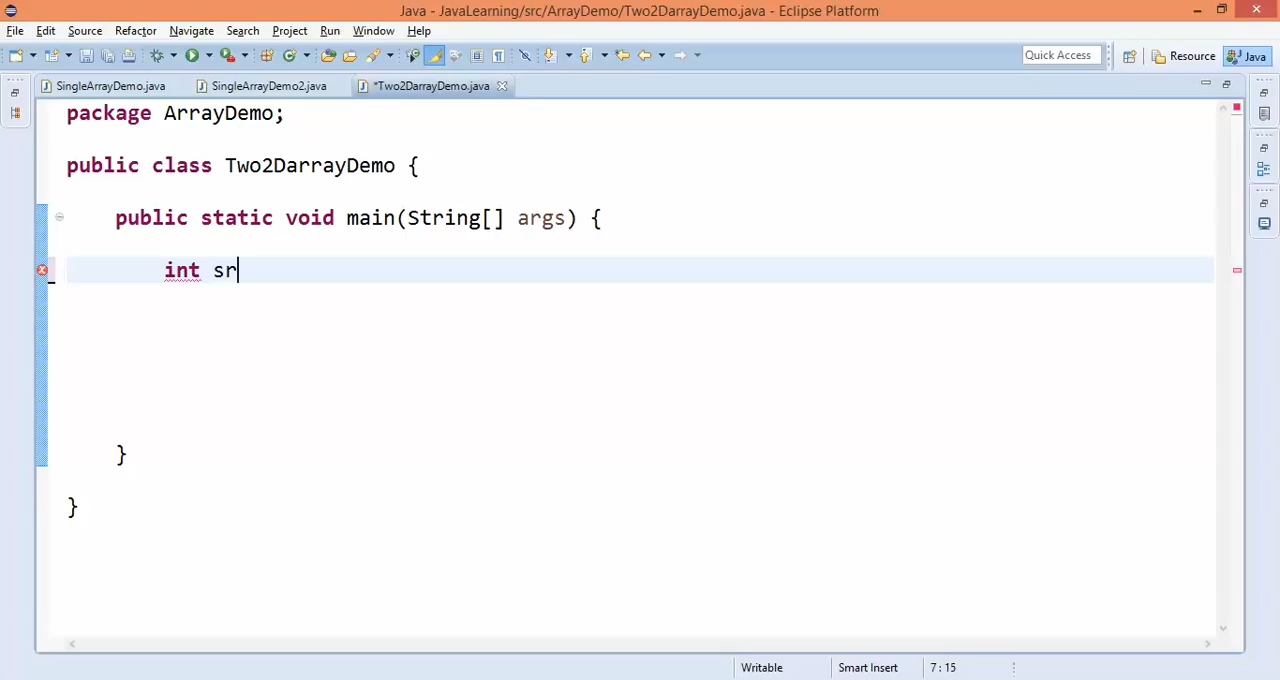 Java - JavaLearning/src/ArrayDemo/Two2DarrayDemo.java - Eclipse Platform
File Edit Source Refactor Navigate Search Project Run Window Help
Quick Access Resource Java
SingleArrayDemo.java SingleArrayDemo2.java *Two2DarrayDemo.java
package ArrayDemo;
public class Two2DarrayDemo {
public static void main(String[] args) {
int sr
}
}
Writable Smart Insert 7 : 15